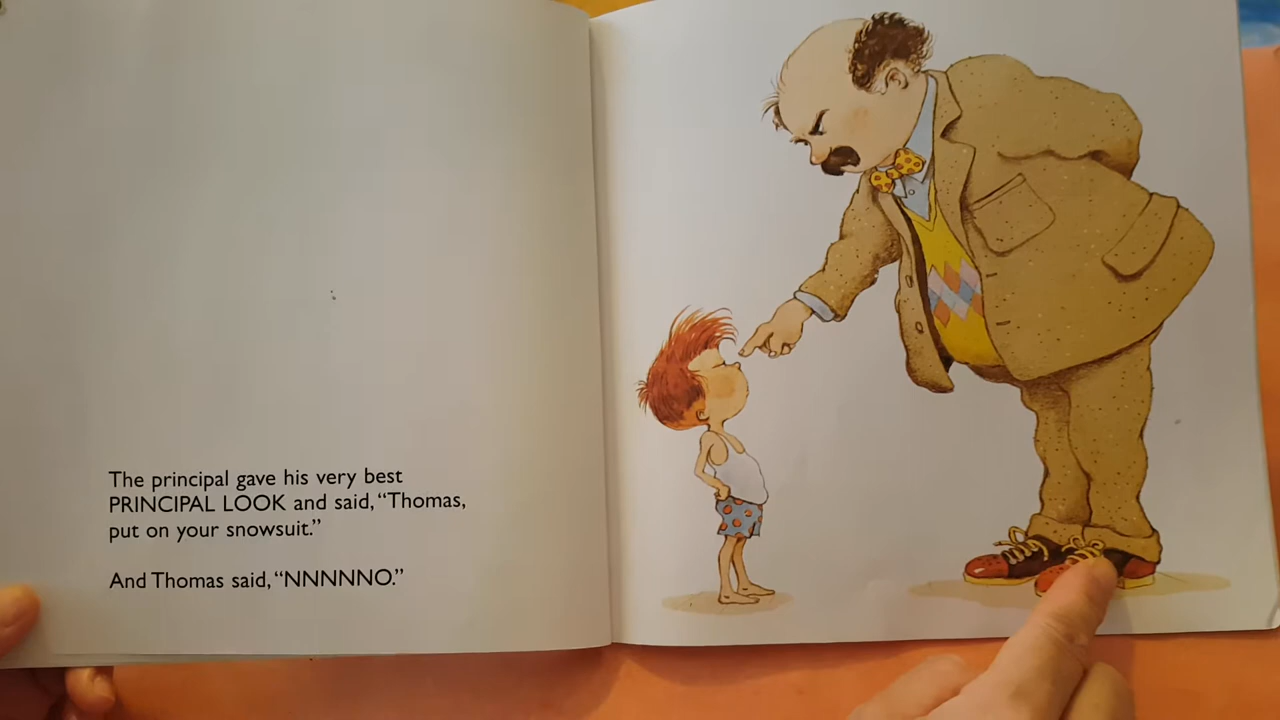 The principal gave his very best
PRINCIPAL LOOK and said, “Thomas,
put on your snowsuit.”
And Thomas said, “NNNNNO.”